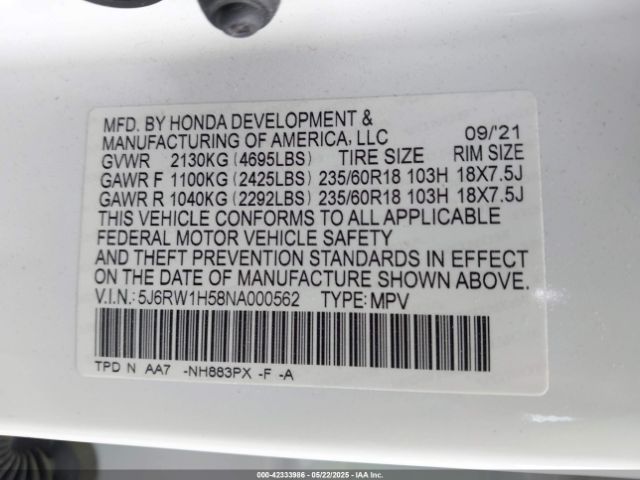 MFD. BY HONDA DEVELOPMENT &
MANUFACTURING OF AMERICA, LLC 09/'21
GVWR 2130KG (4695LBS) TIRE SIZE RIM SIZE
GAWR F 1100KG (2425LBS) 235/60R18 103H 18X7.5J
GAWR R 1040KG (2292LBS) 235/60R18 103H 18X7.5J
THIS VEHICLE CONFORMS TO ALL APPLICABLE
FEDERAL MOTOR VEHICLE SAFETY
AND THEFT PREVENTION STANDARDS IN EFFECT
ON THE DATE OF MANUFACTURE SHOWN ABOVE.
V.I.N.: 5J6RW1H58NA000562 TYPE: MPV
TPD N AA7 -NH883PX -F -A
000-42333986 - 05/22/2025 - IAAI.COM